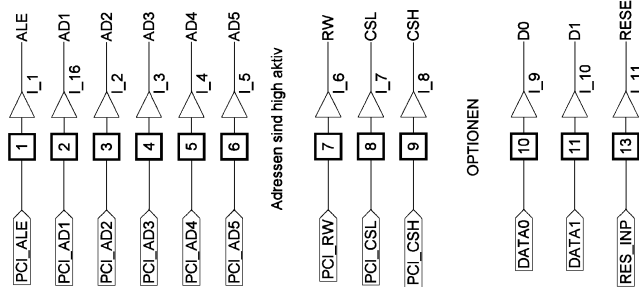 PCI_ALE 1 I_1 ALE
PCI_AD1 2 I_16 AD1
PCI_AD2 3 I_2 AD2
PCI_AD3 4 I_3 AD3
PCI_AD4 5 I_4 AD4
PCI_AD5 6 I_5 AD5
Adressen sind high aktiv
PCI_RW 7 I_6 RW
PCI_CSL 8 I_7 CSL
PCI_CSH 9 I_8 CSH
OPTIONEN
DATA0 10 I_9 D0
DATA1 11 I_10 D1
RES_INP 13 I_11 RESE